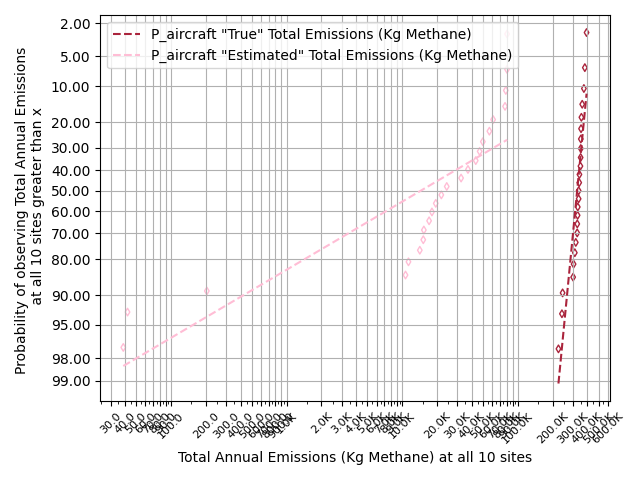 P_aircraft "True" Total Emissions (Kg Methane)
P_aircraft "Estimated" Total Emissions (Kg Methane)
Probability of observing Total Annual Emissions
at all 10 sites greater than x
2.00
5.00
10.00
20.00
30.00
40.00
50.00
60.00
70.00
80.00
90.00
95.00
98.00
99.00
30.0 40.0 100.0 200.0 300.0 400.0 2.0K 3.0K 4.0K 10.0K 20.0K 30.0K 40.0K 100.0K 200.0K 300.0K 400.0K 500.0K 600.0K
Total Annual Emissions (Kg Methane) at all 10 sites